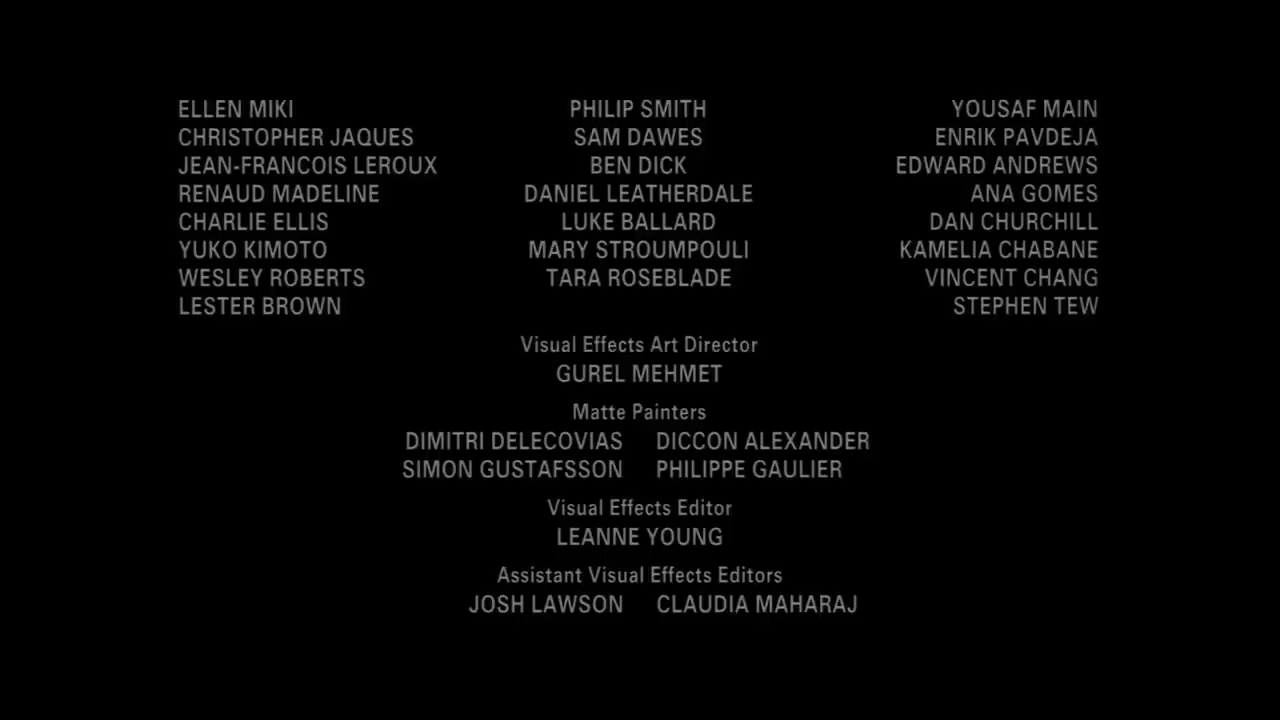 ELLEN MIKI PHILIP SMITH YOUSAF MAIN
CHRISTOPHER JAQUES SAM DAWES ENRIK PAVDEJA
JEAN-FRANCOIS LEROUX BEN DICK EDWARD ANDREWS
RENAUD MADELINE DANIEL LEATHERDALE ANA GOMES
CHARLIE ELLIS LUKE BALLARD DAN CHURCHILL
YUKO KIMOTO MARY STROUMPOULI KAMELIA CHABANE
WESLEY ROBERTS TARA ROSEBLADE VINCENT CHANG
LESTER BROWN STEPHEN TEW
Visual Effects Art Director
GUREL MEHMET
Matte Painters
DIMITRI DELECOVIAS DICCON ALEXANDER
SIMON GUSTAFSSON PHILIPPE GAULIER
Visual Effects Editor
LEANNE YOUNG
Assistant Visual Effects Editors
JOSH LAWSON CLAUDIA MAHARAJ